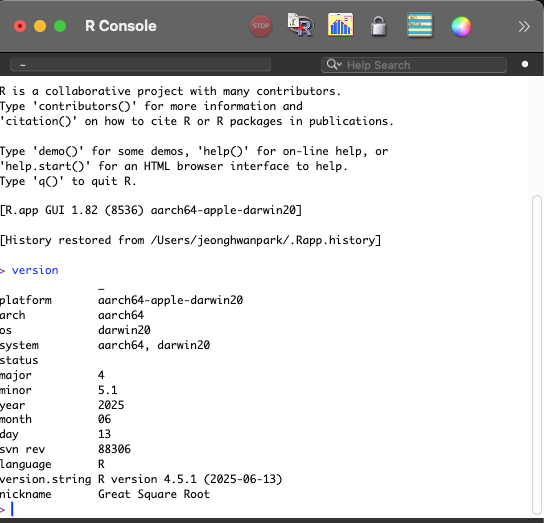 R Console
STOP
R
~
Help Search
R is a collaborative project with many contributors.
Type 'contributors()' for more information and
'citation()' on how to cite R or R packages in publications.
Type 'demo()' for some demos, 'help()' for on-line help, or
'help.start()' for an HTML browser interface to help.
Type 'q()' to quit R.
[R.app GUI 1.82 (8536) aarch64-apple-darwin20]
[History restored from /Users/jeonghwanpark/.Rapp.history]
> version
_
platform aarch64-apple-darwin20
arch aarch64
os darwin20
system aarch64, darwin20
status
major 4
minor 5.1
year 2025
month 06
day 13
svn rev 88306
language R
version.string R version 4.5.1 (2025-06-13)
nickname Great Square Root
>